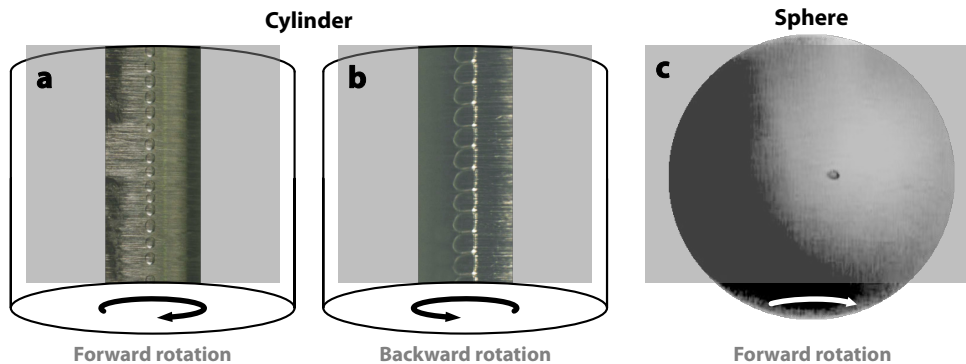 Cylinder
Sphere
a
b
c
Forward rotation
Backward rotation
Forward rotation